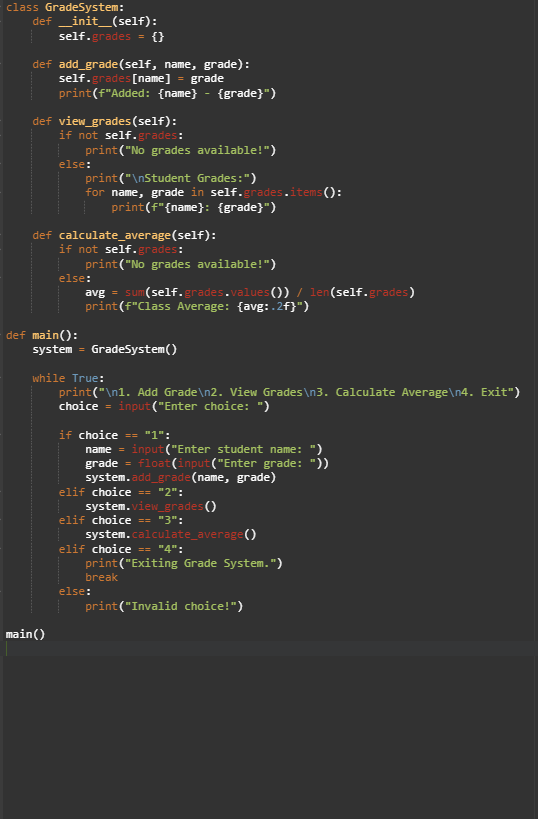 class GradeSystem:
    def __init__(self):
        self.grades = {}

    def add_grade(self, name, grade):
        self.grades[name] = grade
        print(f"Added: {name} - {grade}")

    def view_grades(self):
        if not self.grades:
            print("No grades available!")
        else:
            print("\nStudent Grades:")
            for name, grade in self.grades.items():
                print(f"{name}: {grade}")

    def calculate_average(self):
        if not self.grades:
            print("No grades available!")
        else:
            avg = sum(self.grades.values()) / len(self.grades)
            print(f"Class Average: {avg:.2f}")

def main():
    system = GradeSystem()

    while True:
        print("\n1. Add Grade\n2. View Grades\n3. Calculate Average\n4. Exit")
        choice = input("Enter choice: ")

        if choice == "1":
            name = input("Enter student name: ")
            grade = float(input("Enter grade: "))
            system.add_grade(name, grade)
        elif choice == "2":
            system.view_grades()
        elif choice == "3":
            system.calculate_average()
        elif choice == "4":
            print("Exiting Grade System.")
            break
        else:
            print("Invalid choice!")

main()